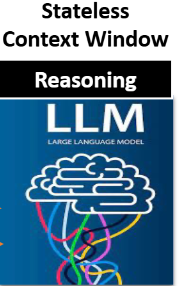 Stateless
Context Window
Reasoning
LLM
LARGE LANGUAGE MODEL